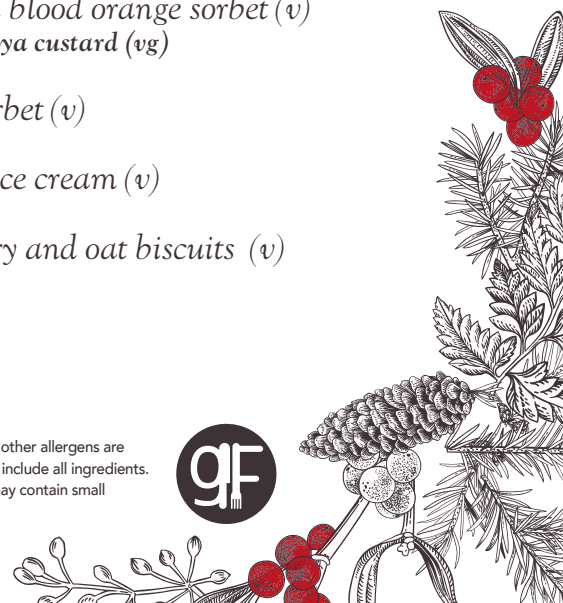 blood orange sorbet (v)
ya custard (vg)
bet (v)
ce cream (v)
y and oat biscuits (v)
other allergens are
include all ingredients.
ay contain small
gf